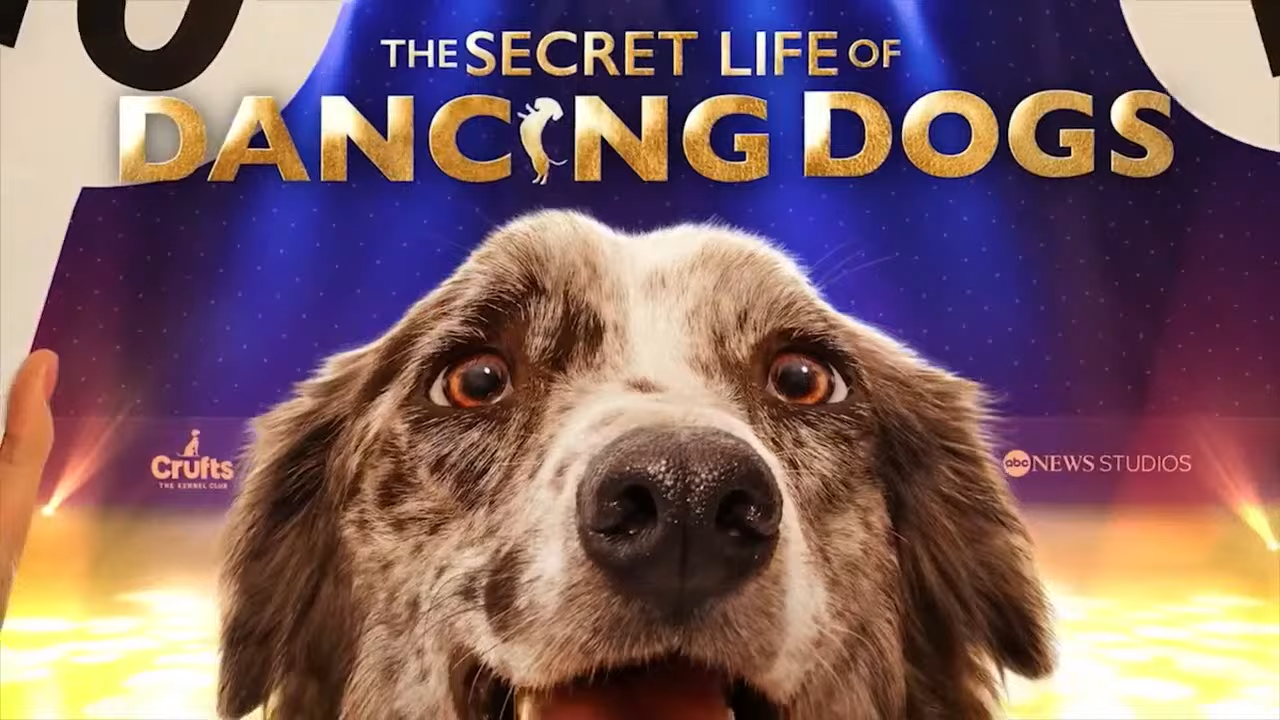 THE SECRET LIFE OF
DANCING DOGS
Crufts
THE KENNEL CLUB
abc NEWS STUDIOS